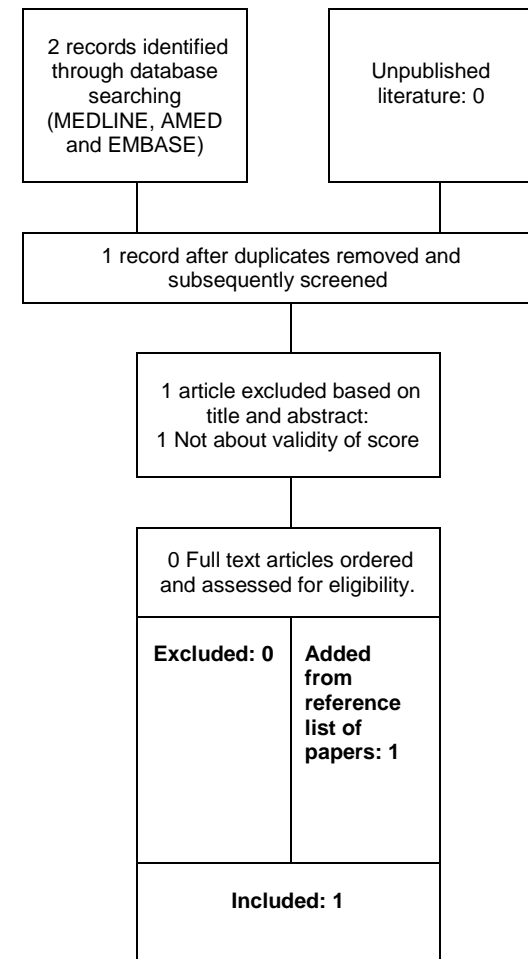 2 records identified
through database
searching
(MEDLINE, AMED
and EMBASE)
Unpublished
literature: 0
1 record after duplicates removed and
subsequently screened
1 article excluded based on
title and abstract:
1 Not about validity of score
0 Full text articles ordered
and assessed for eligibility.
Excluded: 0
Added
from
reference
list of
papers: 1
Included: 1